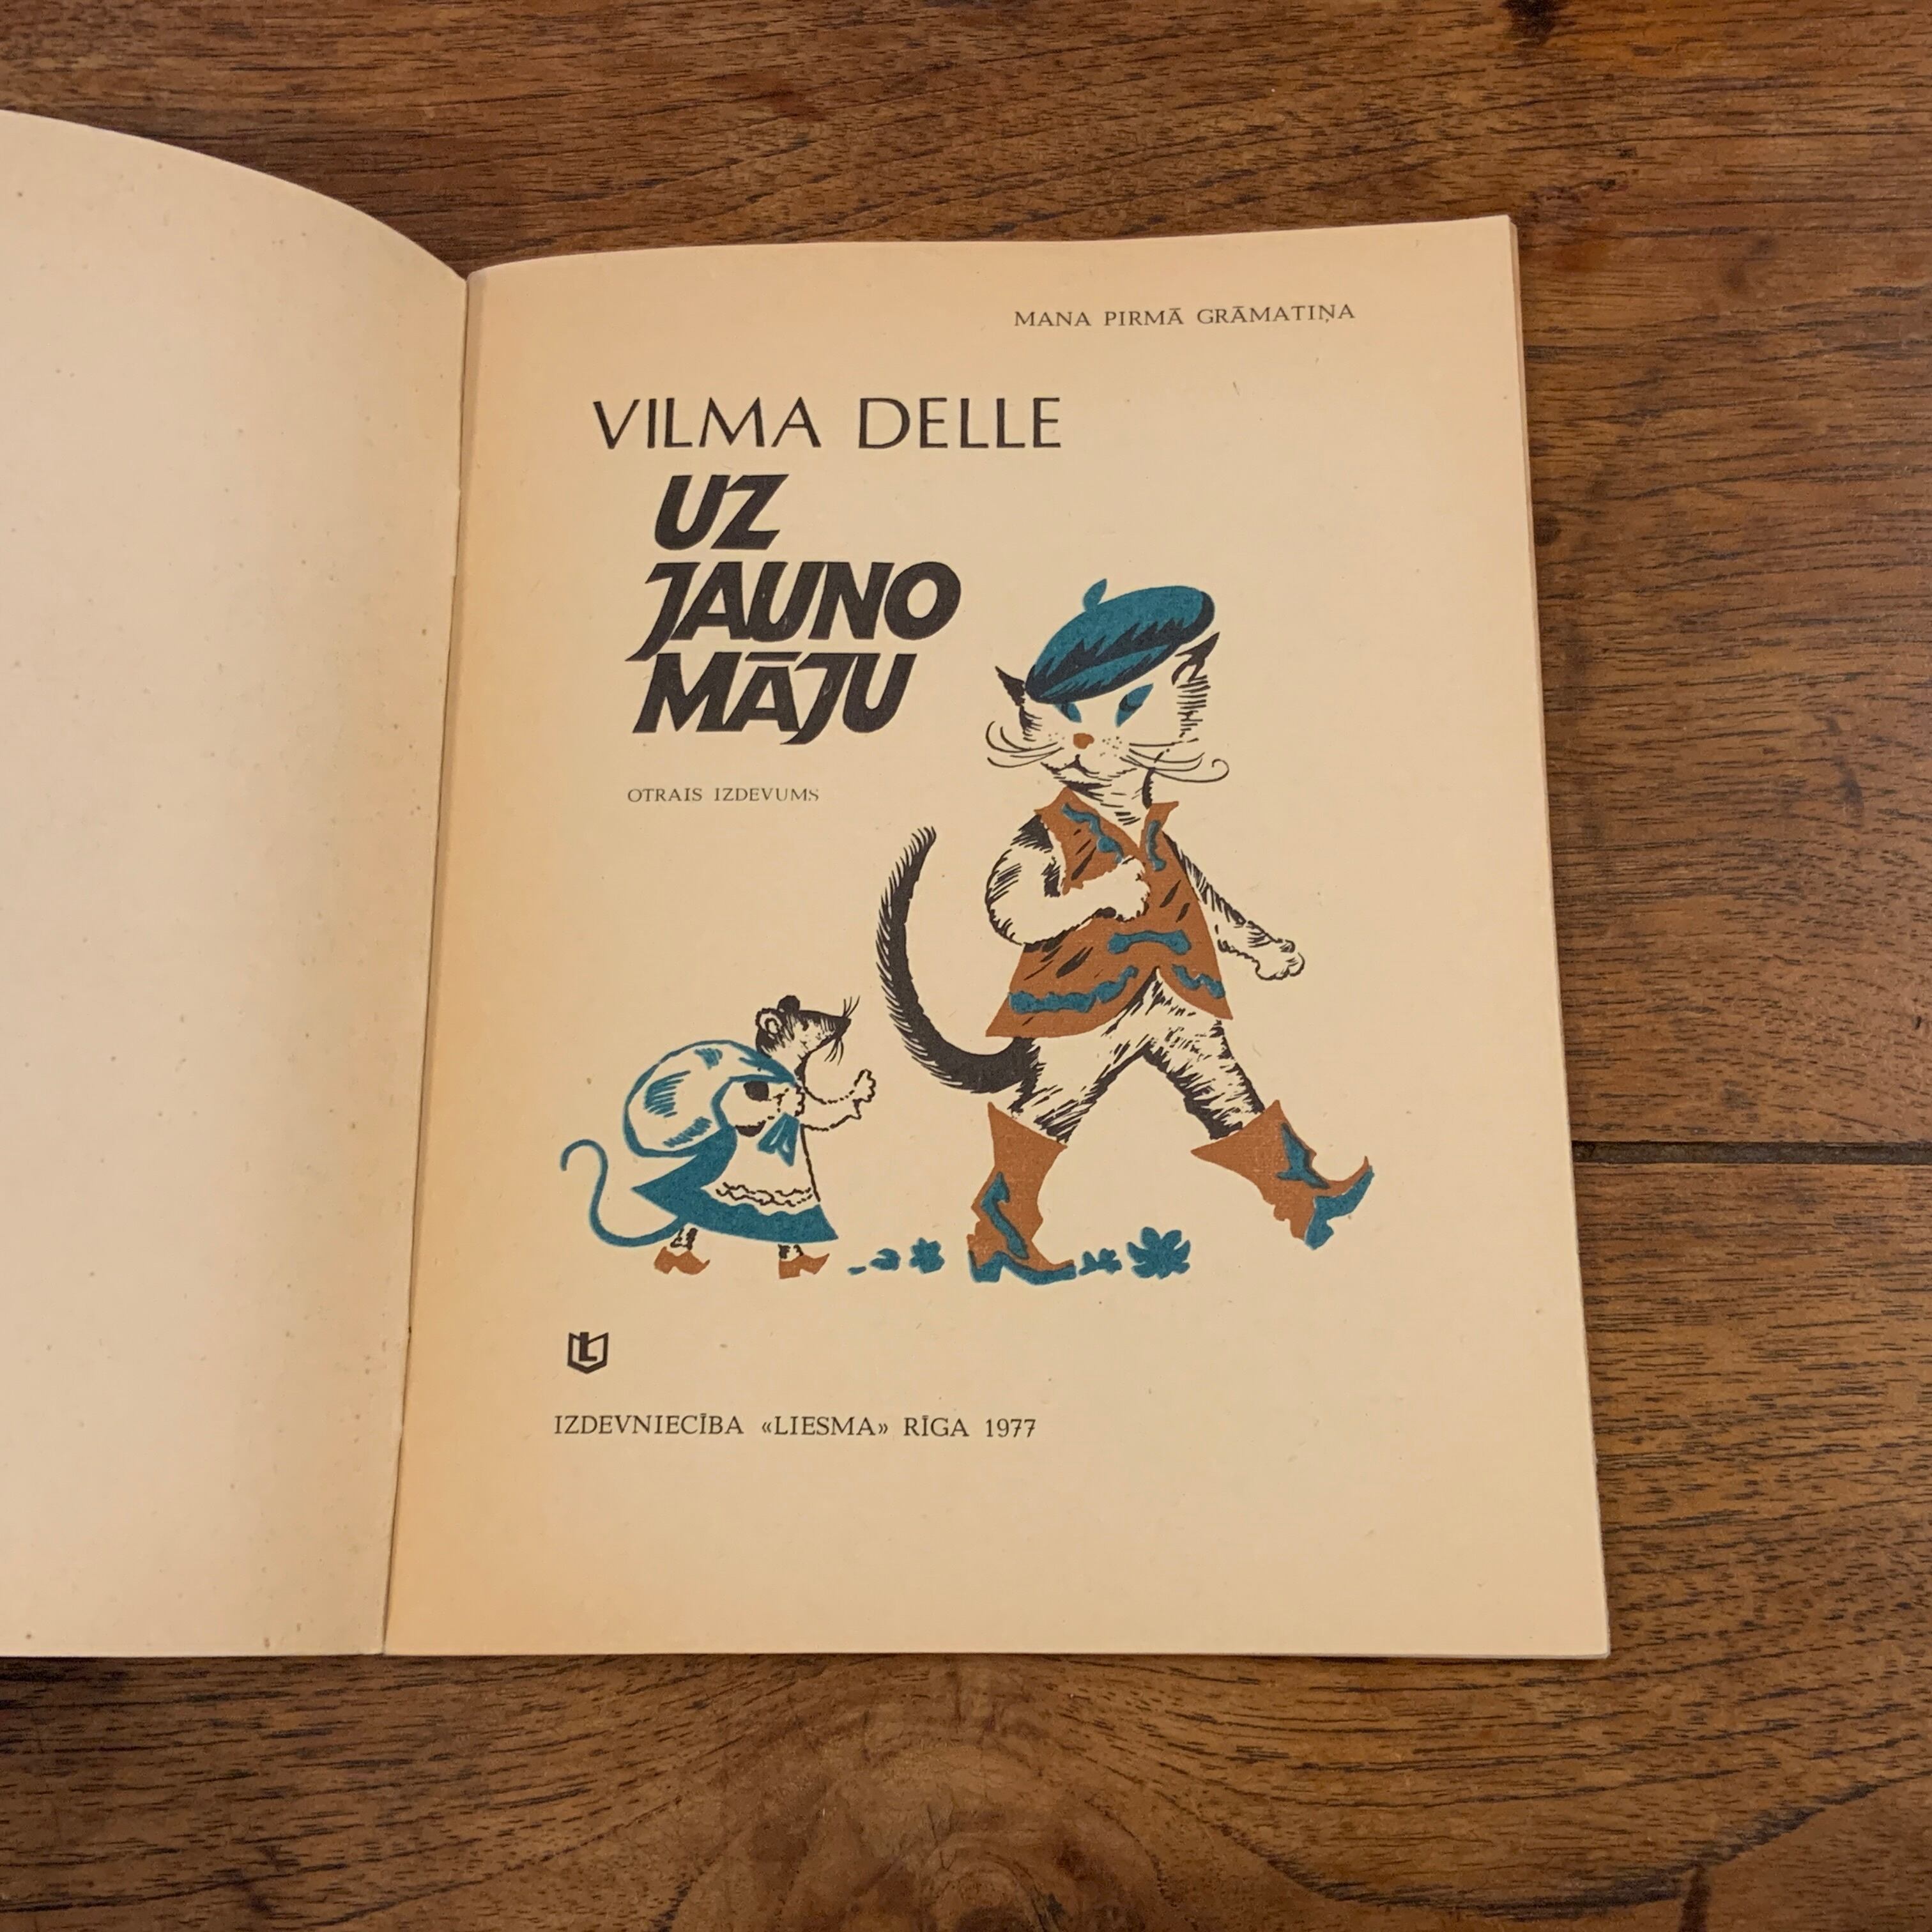 MANA PIRMĀ GRĀMATIŅA
VILMA DELLE
UZ
JAUNO
MĀJU
OTRAIS IZDEVUMS
L
IZDEVNIECĪBA «LIESMA» RĪGA 1977